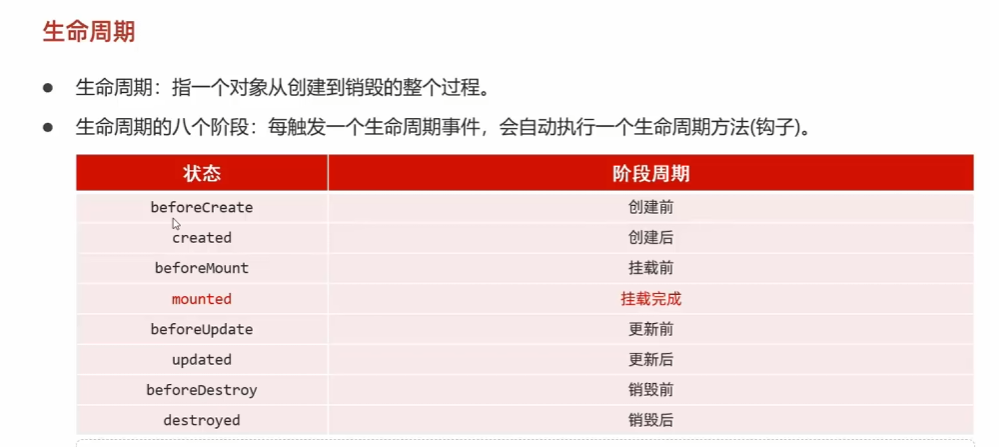 生命周期
● 生命周期：指一个对象从创建到销毁的整个过程。
● 生命周期的八个阶段：每触发一个生命周期事件，会自动执行一个生命周期方法(钩子)。
状态 阶段周期
beforeCreate 创建前
created 创建后
beforeMount 挂载前
mounted 挂载完成
beforeUpdate 更新前
updated 更新后
beforeDestroy 销毁前
destroyed 销毁后